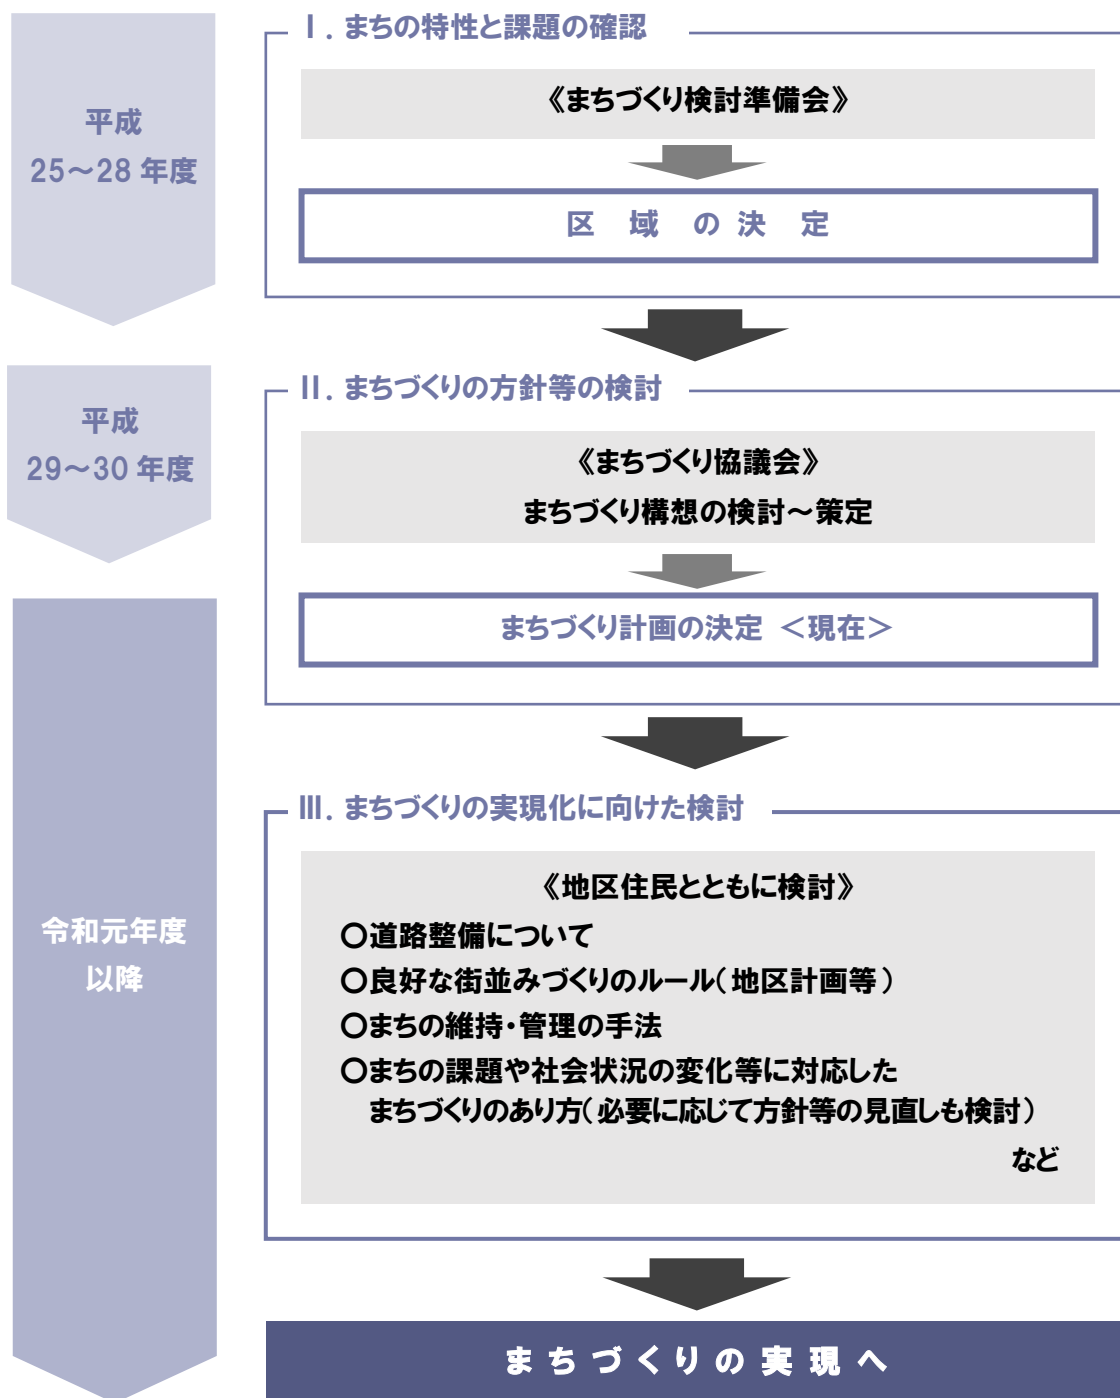 平成
25～28 年度
Ⅰ. まちの特性と課題の確認
《まちづくり検討準備会》
区 域 の 決 定
平成
29～30 年度
Ⅱ. まちづくりの方針等の検討
《まちづくり協議会》
まちづくり構想の検討～策定
まちづくり計画の決定 ＜現在＞
令和元年度
以降
Ⅲ. まちづくりの実現化に向けた検討
《地区住民とともに検討》
○道路整備について
○良好な街並みづくりのルール（地区計画等）
○まちの維持・管理の手法
○まちの課題や社会状況の変化等に対応した
まちづくりのあり方（必要に応じて方針等の見直しも検討）
など
まちづくりの実現へ